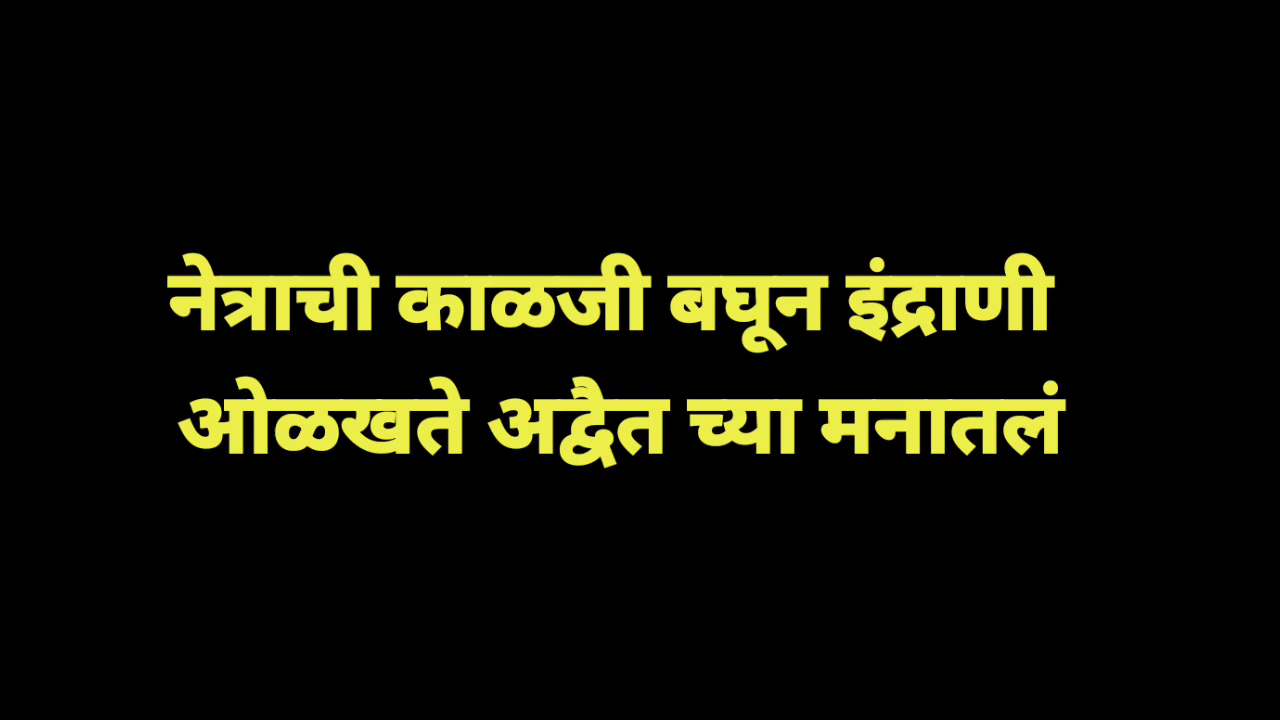 नेत्राची काळजी बघून इंद्राणी
ओळखते अद्वैत च्या मनातलं